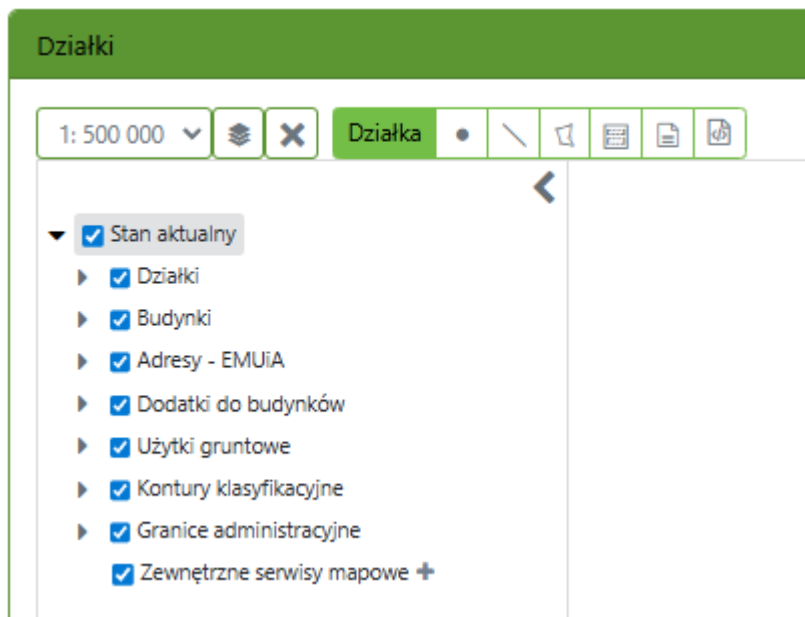 Działki
1: 500 000
Działka
Stan aktualny
Działki
Budynki
Adresy - EMUiA
Dodatki do budynków
Użytki gruntowe
Kontury klasyfikacyjne
Granice administracyjne
Zewnętrzne serwisy mapowe